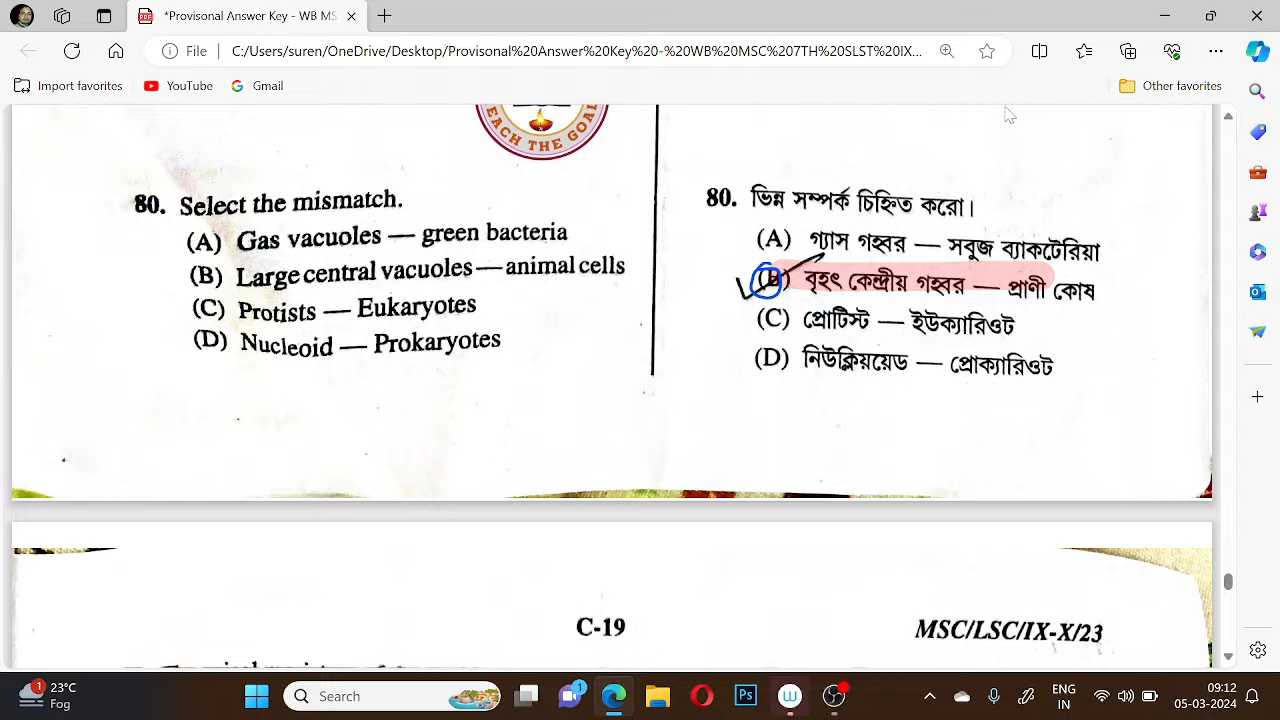 *Provisonal Answer Key - WB MS
File
C:/Users/suren/OneDrive/Desktop/Provisonal%20Answer%20Key%20-%20WB%20MSC%207TH%20SLST%20IX...
Import favorites
YouTube
Gmail
Other favorites
EACH THE GOAL
80. Select the mismatch.
(A) Gas vacuoles — green bacteria
(B) Large central vacuoles — animal cells
(C) Protists — Eukaryotes
(D) Nucleoid — Prokaryotes
80. ভিন্ন সম্পর্ক চিহ্নিত করো।
(A) গ্যাস গহ্বর — সবুজ ব্যাকটেরিয়া
(B) বৃহৎ কেন্দ্রীয় গহ্বর — প্রাণী কোষ
(C) প্রোটিস্ট — ইউক্যারিওট
(D) নিউক্লিয়য়েড — প্রোক্যারিওট
C-19
MSC/LSC/IX-X/23
1
23°C
Fog
Search
1
Ps
W
ENG
IN
09:12
05-03-2024